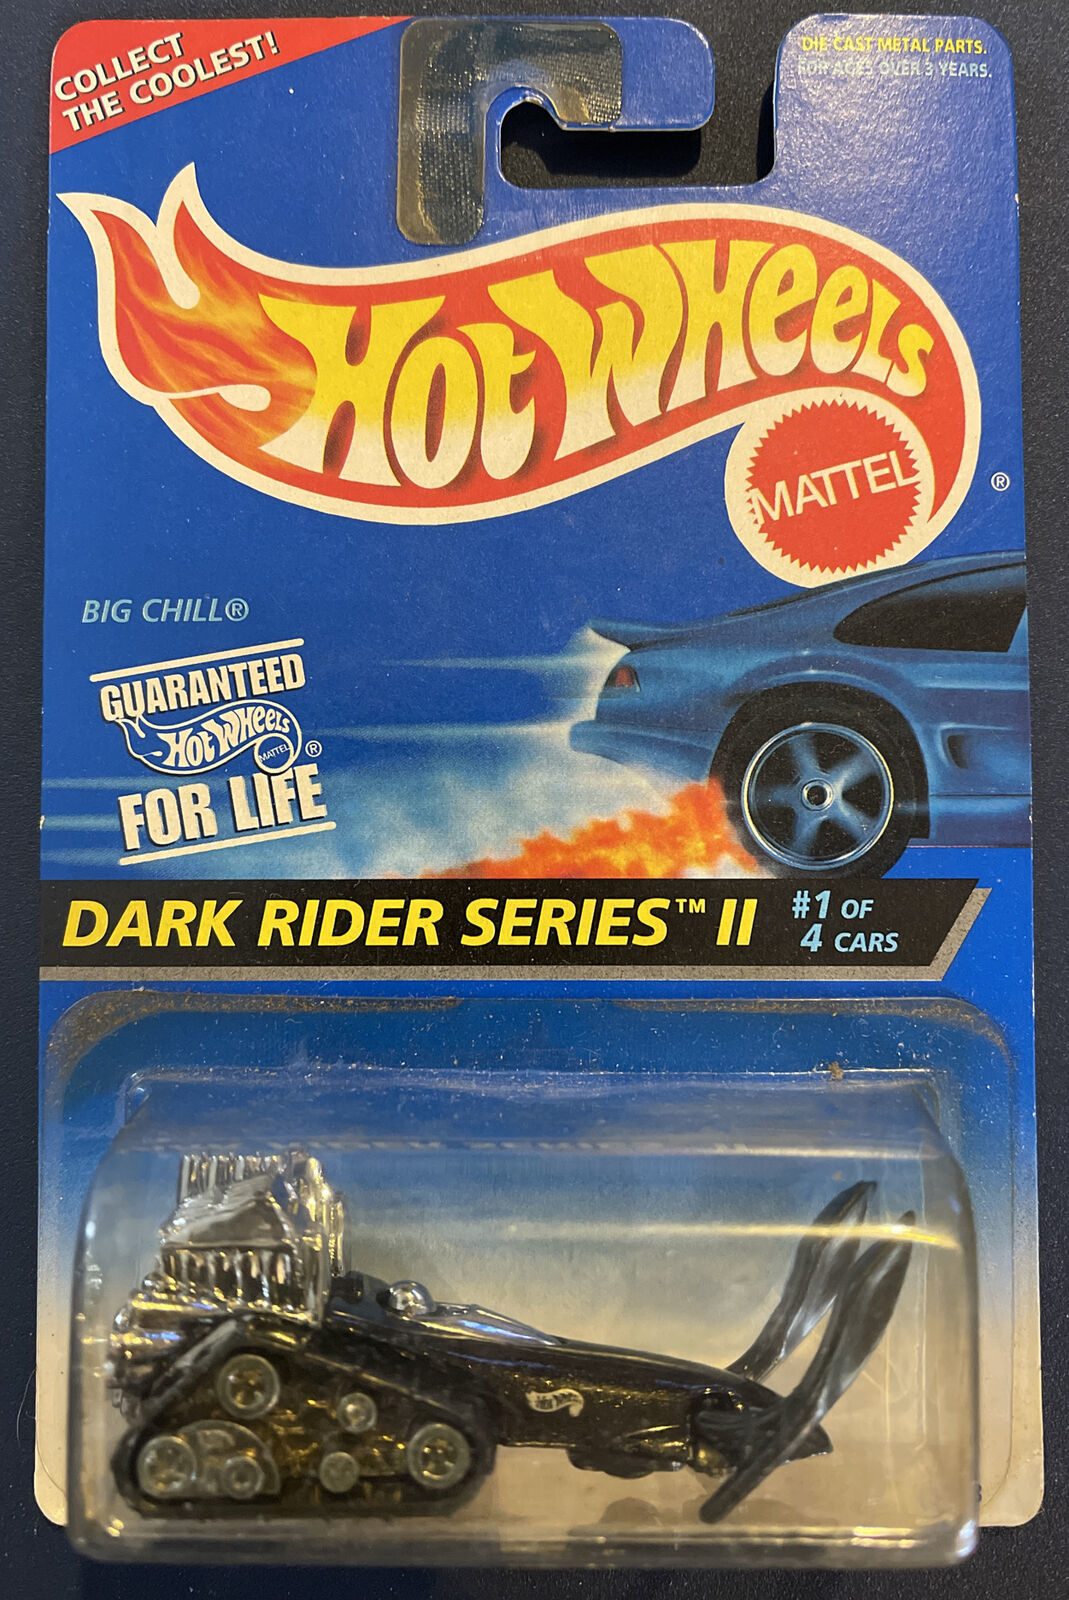 COLLECT
THE COOLEST!
DIE CAST METAL PARTS.
FOR AGES OVER 3 YEARS.
HOT WHEELS
MATTEL
®
BIG CHILL®
GUARANTEED
HOT WHEELS
MATTEL ®
FOR LIFE
DARK RIDER SERIES™ II
#1 OF
4 CARS
HOT WHEELS